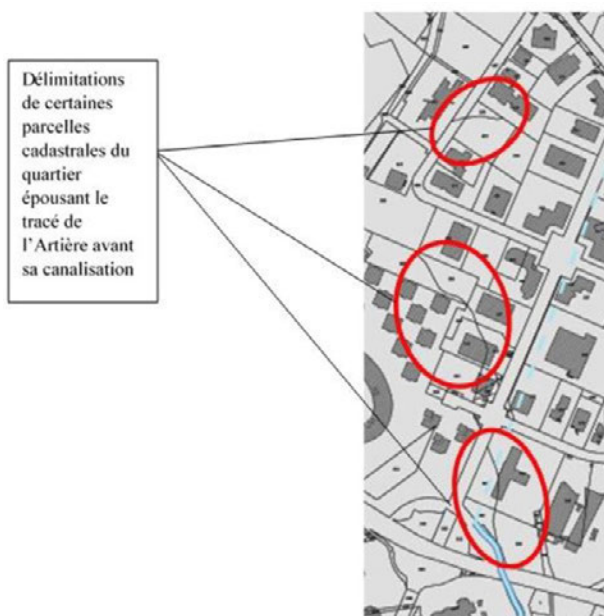 Délimitations
de certaines
parcelles
cadastrales du
quartier
épousant le
tracé de
l'Artière avant
sa canalisation